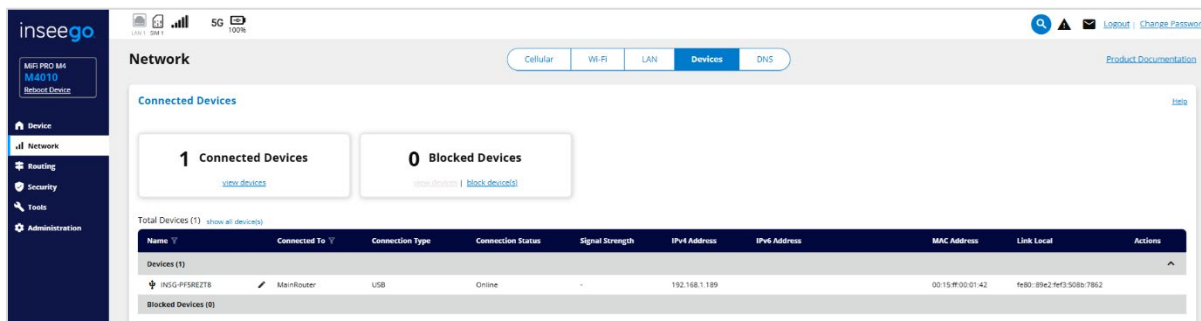 inseego
LAN 1 SIM 1 5G 100%
Logout | Change Passwor
MiFi PRO M4
M4010
Reboot Device
Device
Network
Routing
Security
Tools
Administration
Network
Cellular Wi-Fi LAN Devices DNS
Product Documentation
Connected Devices
Help
1 Connected Devices
view devices
0 Blocked Devices
view devices | block device(s)
Total Devices (1) show all device(s)
Name Connected To Connection Type Connection Status Signal Strength IPv4 Address IPv6 Address MAC Address Link Local Actions
Devices (1)
INSG-PF5REZT8 MainRouter USB Online - 192.168.1.189 00:15:ff:00:01:42 fe80::89e2:fef3:508b:7862
Blocked Devices (0)